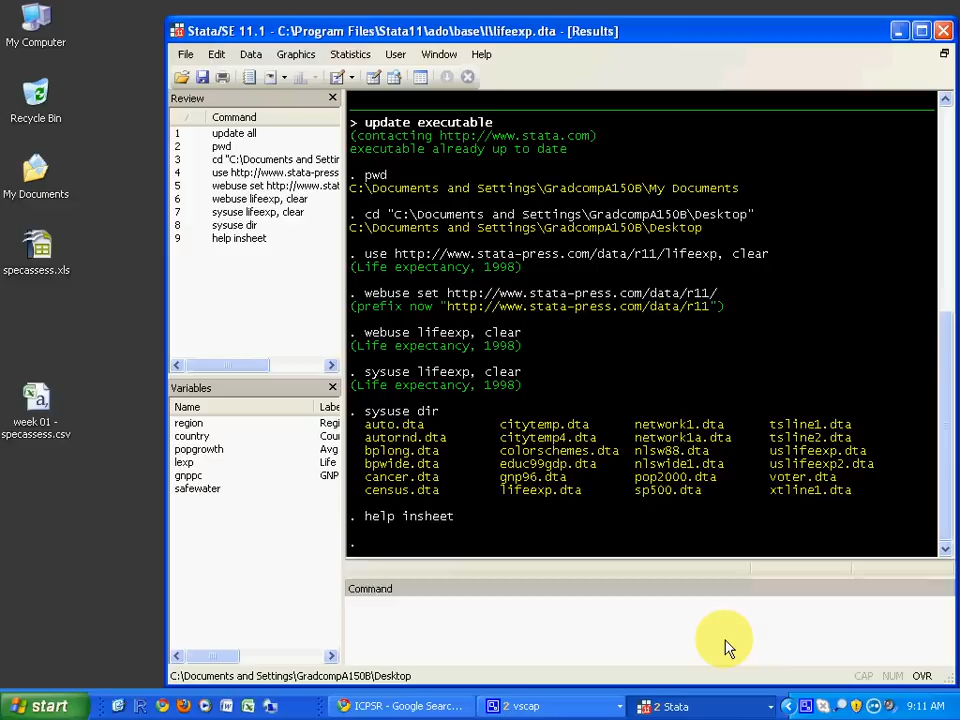 My Computer
Recycle Bin
My Documents
specassess.xls
week 01 -
specassess.csv
Stata/SE 11.1 - C:\Program Files\Stata11\ado\base\l\lifeexp.dta - [Results]
File Edit Data Graphics Statistics User Window Help
Review
Command
1 update all
2 pwd
3 cd "C:\Documents and Setti
4 use http://www.stata-press
5 webuse set http://www.stat
6 webuse lifeexp, clear
7 sysuse lifeexp, clear
8 sysuse dir
9 help insheet
Variables
Name Labe
region Regi
country Cou
popgrowth Avg
lexp Life
gnppc GNP
safewater
> update executable
(contacting http://www.stata.com)
executable already up to date
. pwd
C:\Documents and Settings\GradcompA150B\My Documents
. cd "C:\Documents and Settings\GradcompA150B\Desktop"
C:\Documents and Settings\GradcompA150B\Desktop
. use http://www.stata-press.com/data/r11/lifeexp, clear
(Life expectancy, 1998)
. webuse set http://www.stata-press.com/data/r11/
(prefix now "http://www.stata-press.com/data/r11")
. webuse lifeexp, clear
(Life expectancy, 1998)
. sysuse lifeexp, clear
(Life expectancy, 1998)
. sysuse dir
auto.dta citytemp.dta network1.dta tsline1.dta
autornd.dta citytemp4.dta network1a.dta tsline2.dta
bplong.dta colorschemes.dta nlsw88.dta uslifeexp.dta
bpwide.dta educ99gdp.dta nlswide1.dta uslifeexp2.dta
cancer.dta gnp96.dta pop2000.dta voter.dta
census.dta lifeexp.dta sp500.dta xtline1.dta
. help insheet
.
Command
C:\Documents and Settings\GradcompA150B\Desktop
CAP NUM OVR
start
ICPSR - Google Searc...
2 vscap
2 Stata
9:11 AM